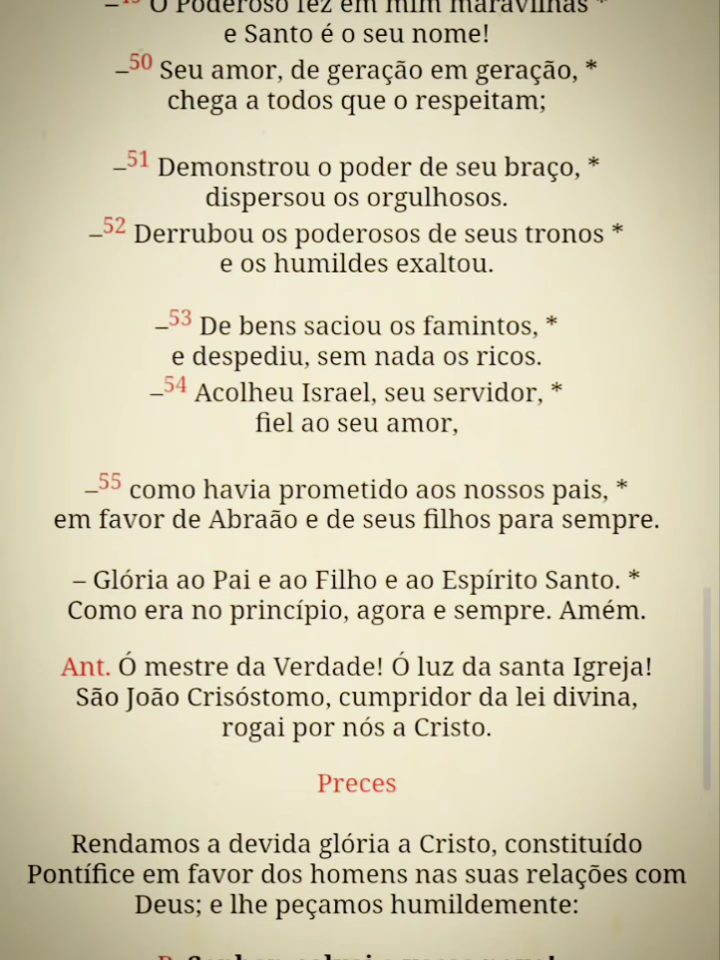 –49 O Poderoso fez em mim maravilhas *
e Santo é o seu nome!
–50 Seu amor, de geração em geração, *
chega a todos que o respeitam;
–51 Demonstrou o poder de seu braço, *
dispersou os orgulhosos.
–52 Derrubou os poderosos de seus tronos *
e os humildes exaltou.
–53 De bens saciou os famintos, *
e despediu, sem nada os ricos.
–54 Acolheu Israel, seu servidor, *
fiel ao seu amor,
–55 como havia prometido aos nossos pais, *
em favor de Abraão e de seus filhos para sempre.
– Glória ao Pai e ao Filho e ao Espírito Santo. *
Como era no princípio, agora e sempre. Amém.
Ant. Ó mestre da Verdade! Ó luz da santa Igreja!
São João Crisóstomo, cumpridor da lei divina,
rogai por nós a Cristo.
Preces
Rendamos a devida glória a Cristo, constituído
Pontífice em favor dos homens nas suas relações com
Deus; e lhe peçamos humildemente: